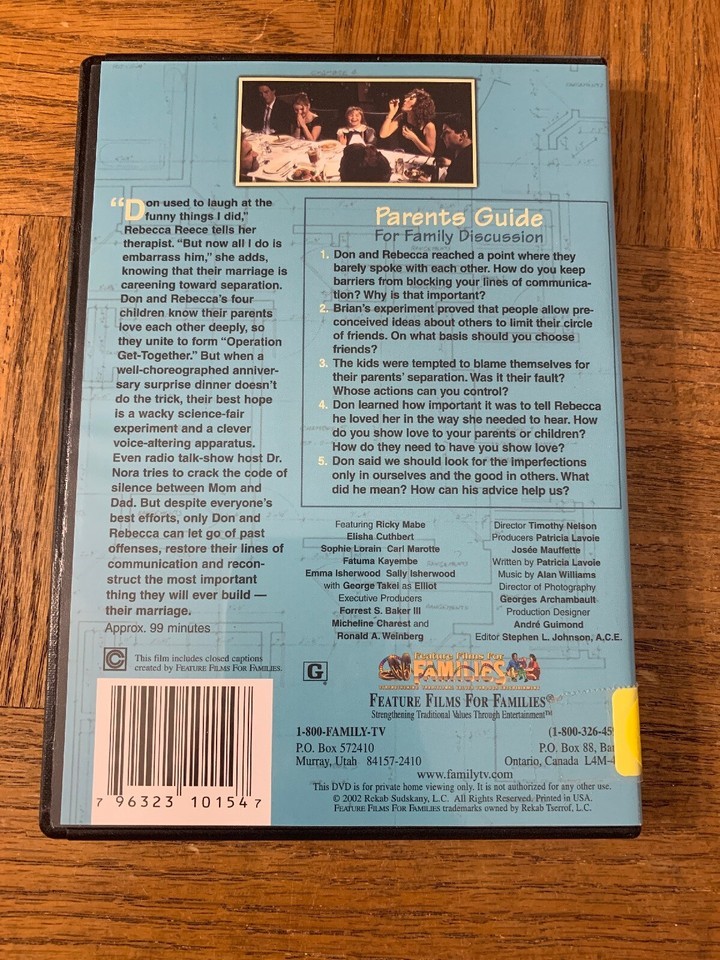 “Don used to laugh at the
funny things I did,”
Rebecca Reece tells her
therapist. “But now all I do is
embarrass him,” she adds,
knowing that their marriage is
careening toward separation.
Don and Rebecca’s four
children know their parents
love each other deeply, so
they unite to form “Operation
Get-Together.” But when a
well-choreographed anniver-
sary surprise dinner doesn’t
do the trick, their best hope
is a wacky science-fair
experiment and a clever
voice-altering apparatus.
Even radio talk-show host Dr.
Nora tries to crack the code of
silence between Mom and
Dad. But despite everyone’s
best efforts, only Don and
Rebecca can let go of past
offenses, restore their lines of
communication and recon-
struct the most important
thing they will ever build —
their marriage.
Approx. 99 minutes
Parents Guide
For Family Discussion
1. Don and Rebecca reached a point where they
barely spoke with each other. How do you keep
barriers from blocking your lines of communica-
tion? Why is that important?
2. Brian’s experiment proved that people allow pre-
conceived ideas about others to limit their circle
of friends. On what basis should you choose
friends?
3. The kids were tempted to blame themselves for
their parents’ separation. Was it their fault?
Whose actions can you control?
4. Don learned how important it was to tell Rebecca
he loved her in the way she needed to hear. How
do you show love to your parents or children?
How do they need to have you show love?
5. Don said we should look for the imperfections
only in ourselves and the good in others. What
did he mean? How can his advice help us?
Featuring Ricky Mabe
Elisha Cuthbert
Sophie Lorain Carl Marotte
Fatuma Kayembe
Emma Isherwood Sally Isherwood
with George Takei as Elliot
Executive Producers
Forrest S. Baker III
Micheline Charest and
Ronald A. Weinberg
Director Timothy Nelson
Producers Patricia Lavoie
Josée Mauffette
Written by Patricia Lavoie
Music by Alan Williams
Director of Photography
Georges Archambault
Production Designer
André Guimond
Editor Stephen L. Johnson, A.C.E.
This film includes closed captions
created by FEATURE FILMS FOR FAMILIES.
G
Feature Films For
FAMILIES
STRENGTHENING TRADITIONAL VALUES THROUGH ENTERTAINMENT
FEATURE FILMS FOR FAMILIES®
Strengthening Traditional Values Through Entertainment™
1-800-FAMILY-TV
P.O. Box 572410
Murray, Utah 84157-2410
(1-800-326-45
P.O. Box 88,
Ontario, Canada L4M-
www.familytv.com
This DVD is for private home viewing only. It is not authorized for any other use.
© 2002 Rekab Sudskany, L.C. All Rights Reserved. Printed in USA.
FEATURE FILMS FOR FAMILIES trademarks owned by Rekab Tserrof, L.C.
7 96323 10154 7